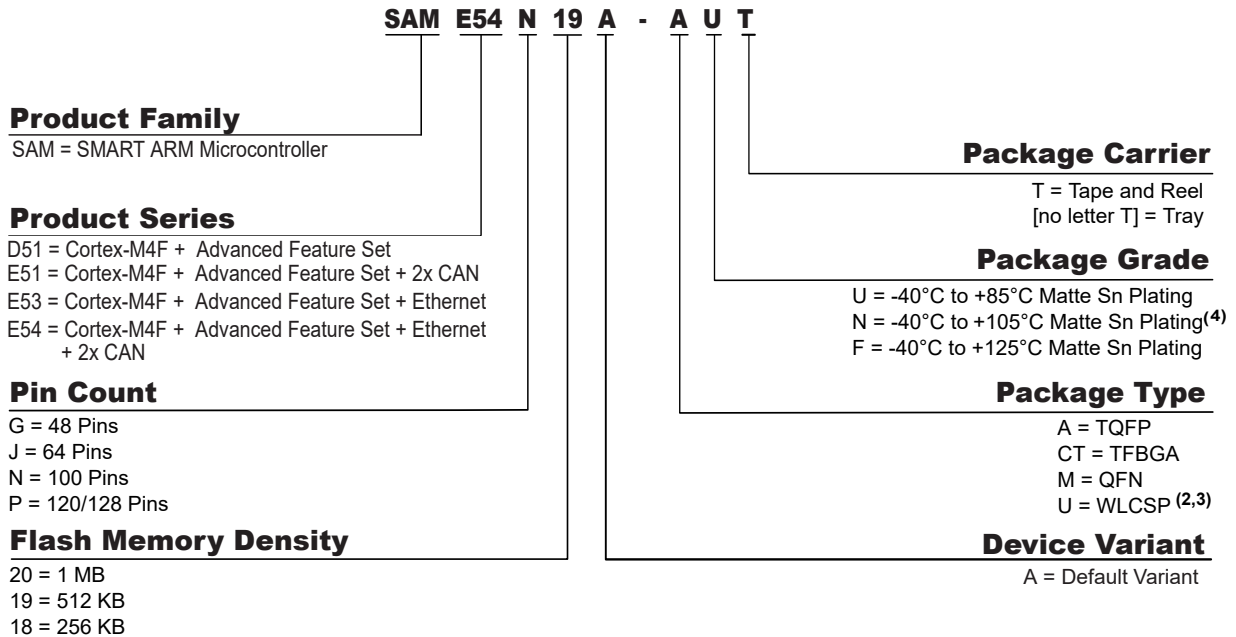 SAM E54 N 19 A - A U T
Product Family
SAM = SMART ARM Microcontroller
Product Series
D51 = Cortex-M4F + Advanced Feature Set
E51 = Cortex-M4F + Advanced Feature Set + 2x CAN
E53 = Cortex-M4F + Advanced Feature Set + Ethernet
E54 = Cortex-M4F + Advanced Feature Set + Ethernet
+ 2x CAN
Pin Count
G = 48 Pins
J = 64 Pins
N = 100 Pins
P = 120/128 Pins
Flash Memory Density
20 = 1 MB
19 = 512 KB
18 = 256 KB
Package Carrier
T = Tape and Reel
[no letter T] = Tray
Package Grade
U = -40°C to +85°C Matte Sn Plating
N = -40°C to +105°C Matte Sn Plating(4)
F = -40°C to +125°C Matte Sn Plating
Package Type
A = TQFP
CT = TFBGA
M = QFN
U = WLCSP (2,3)
Device Variant
A = Default Variant